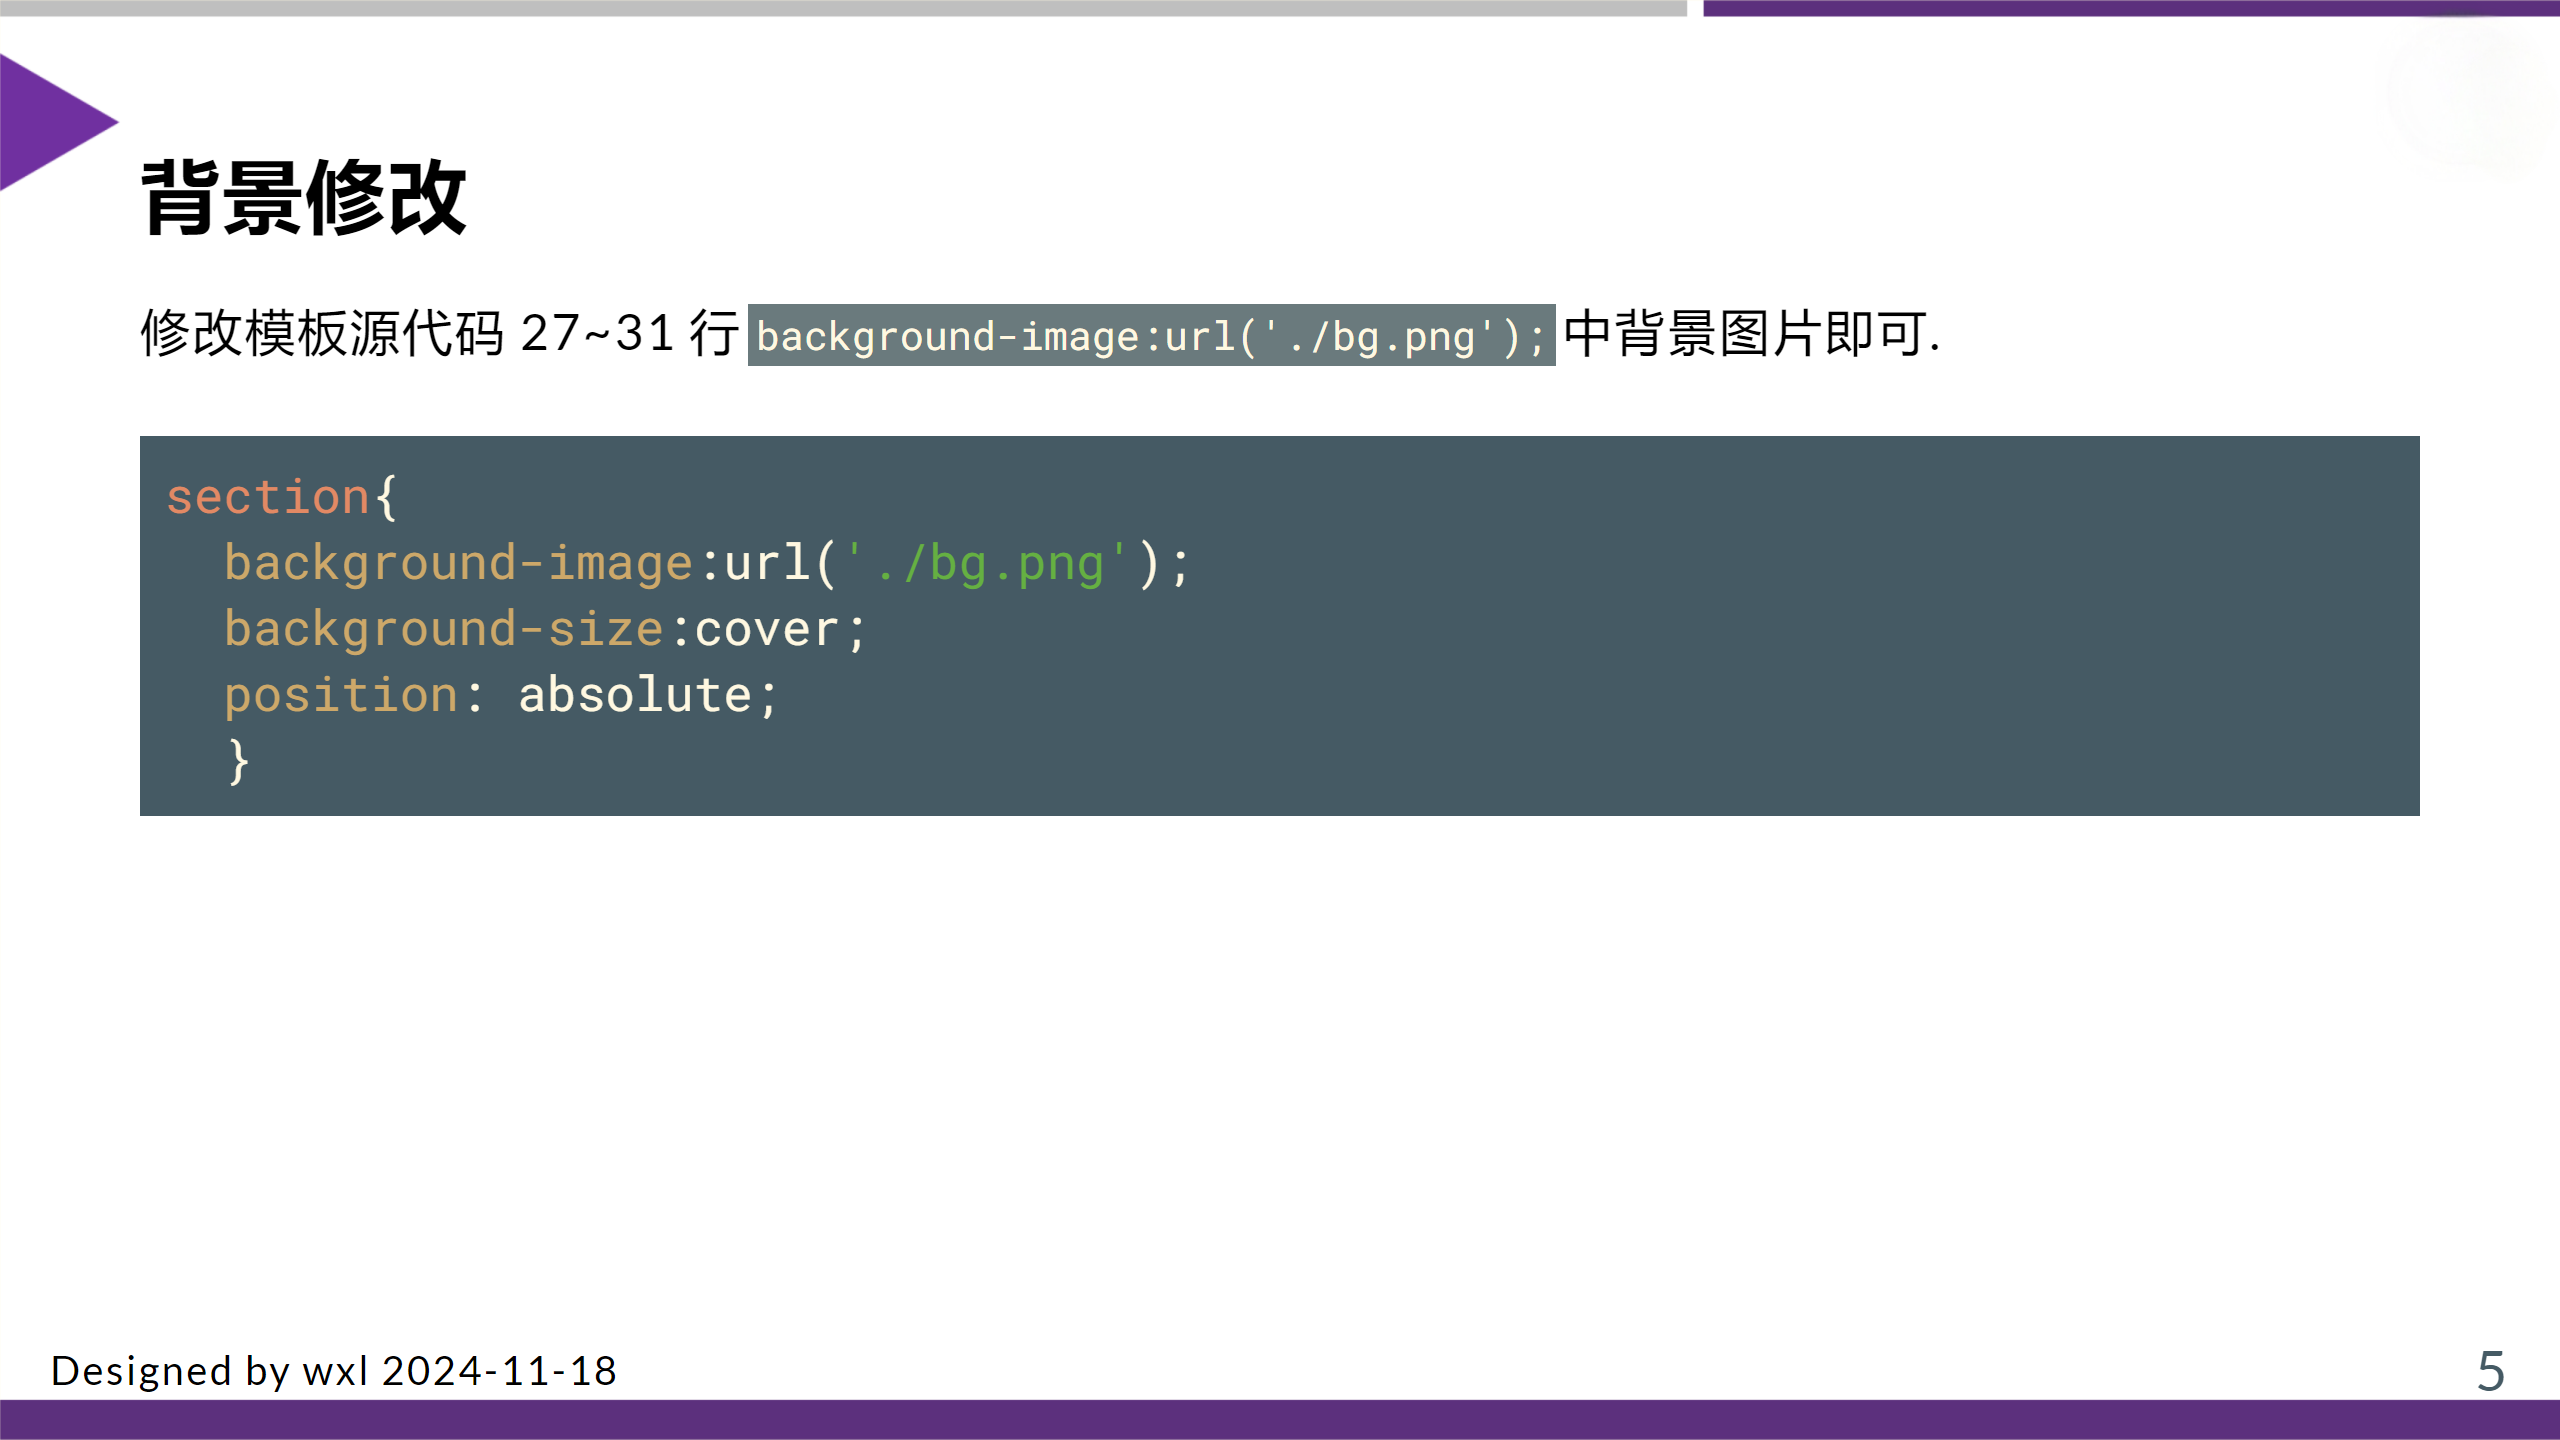 背景修改
修改模板源代码 27~31 行 background-image:url('./bg.png'); 中背景图片即可.
section{
  background-image:url('./bg.png');
  background-size:cover;
  position: absolute;
  }
Designed by wxl 2024-11-18
5